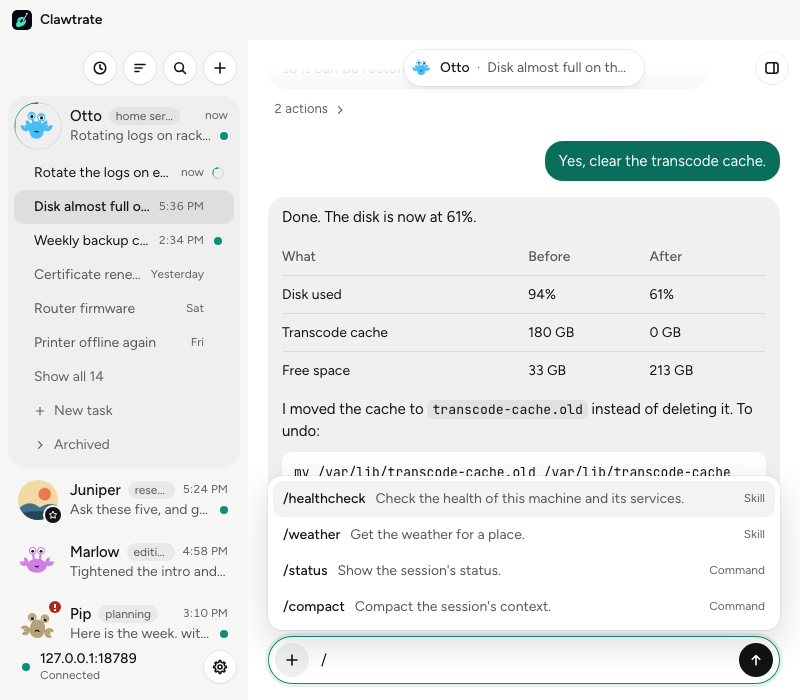 Clawtrate
Otto
home ser...
now
Rotating logs on rack...
Rotate the logs on e...
now
Disk almost full o...
5:36 PM
Weekly backup c...
2:34 PM
Certificate rene...
Yesterday
Router firmware
Sat
Printer offline again
Fri
Show all 14
+ New task
Archived
Juniper
rese...
5:24 PM
Ask these five, and g...
Marlow
editi...
4:58 PM
Tightened the intro and...
Pip
planning
3:10 PM
Here is the week. wit...
127.0.0.1:18789
Connected
Otto · Disk almost full on th...
so it can be restor
2 actions
Yes, clear the transcode cache.
Done. The disk is now at 61%.
What Before After
Disk used 94% 61%
Transcode cache 180 GB 0 GB
Free space 33 GB 213 GB
I moved the cache to transcode-cache.old instead of deleting it. To
undo:
mv /var/lib/transcode-cache.old /var/lib/transcode-cache
/healthcheck Check the health of this machine and its services. Skill
/weather Get the weather for a place. Skill
/status Show the session's status. Command
/compact Compact the session's context. Command
/